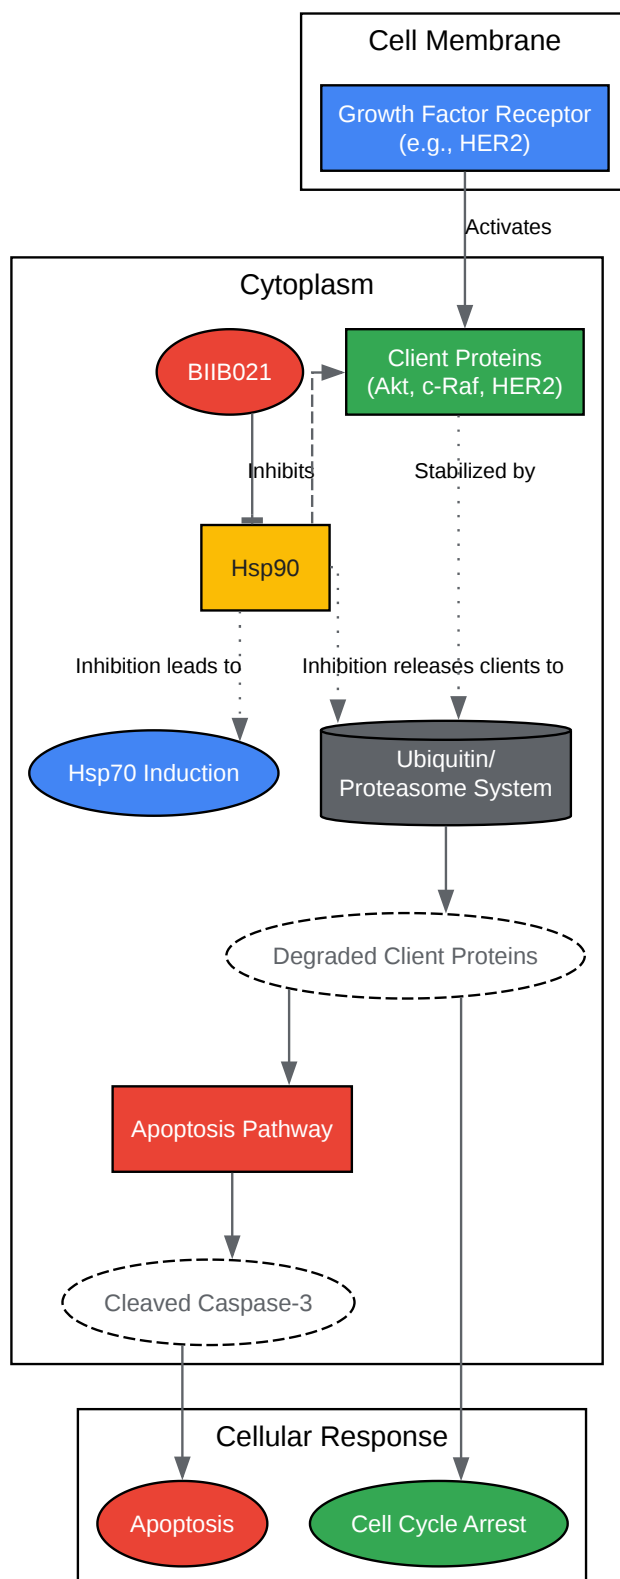 Cell Membrane
Growth Factor Receptor
(e.g., HER2)
Activates
Cytoplasm
BIIB021
Client Proteins
(Akt, c-Raf, HER2)
Inhibits
Stabilized by
Hsp90
Inhibition leads to
Inhibition releases clients to
Hsp70 Induction
Ubiquitin/
Proteasome System
Degraded Client Proteins
Apoptosis Pathway
Cleaved Caspase-3
Cellular Response
Apoptosis
Cell Cycle Arrest